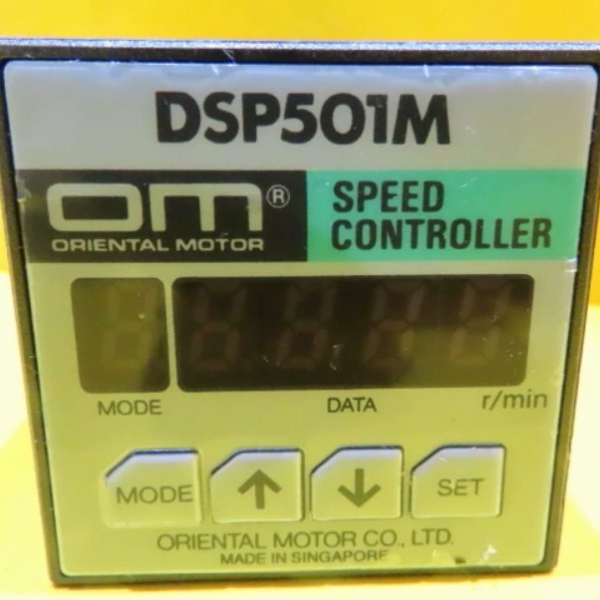 DSP501M
OM® SPEED
ORIENTAL MOTOR CONTROLLER
MODE DATA r/min
MODE ↑ ↓ SET
ORIENTAL MOTOR CO., LTD.
MADE IN SINGAPORE